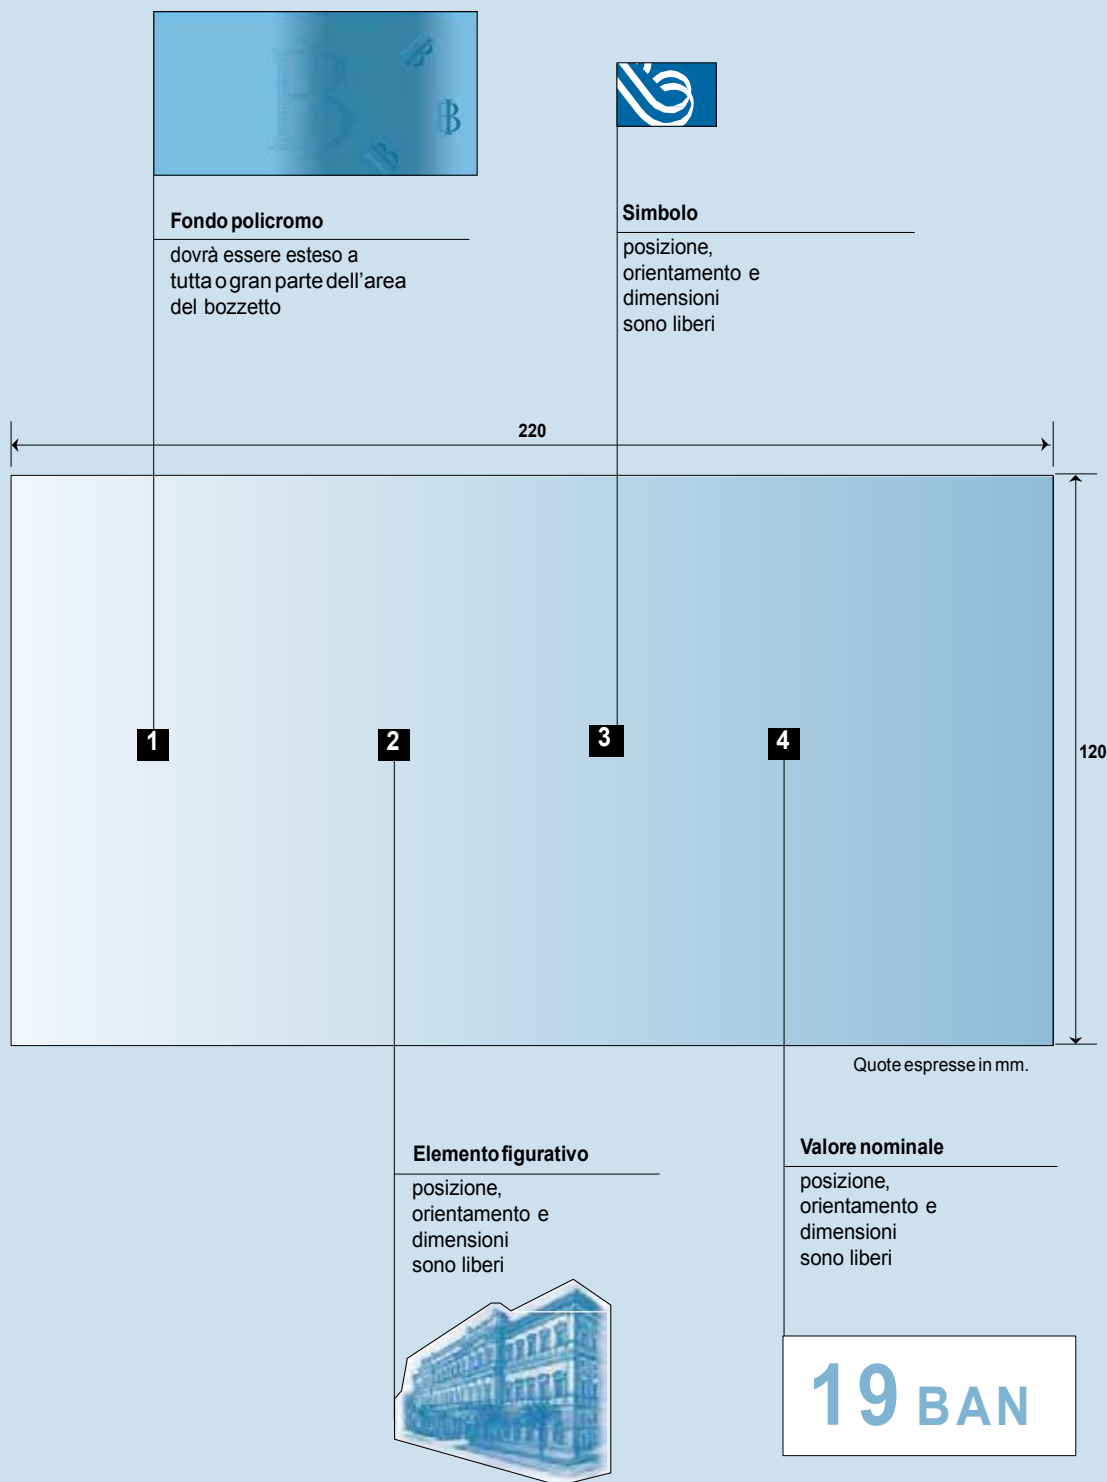 Fondo policromo
dovrà essere esteso a
tutta o gran parte dell'area
del bozzetto
Simbolo
posizione,
orientamento e
dimensioni
sono liberi
220
1
2
3
4
120
Quote espresse in mm.
Elemento figurativo
posizione,
orientamento e
dimensioni
sono liberi
Valore nominale
posizione,
orientamento e
dimensioni
sono liberi
19 BAN